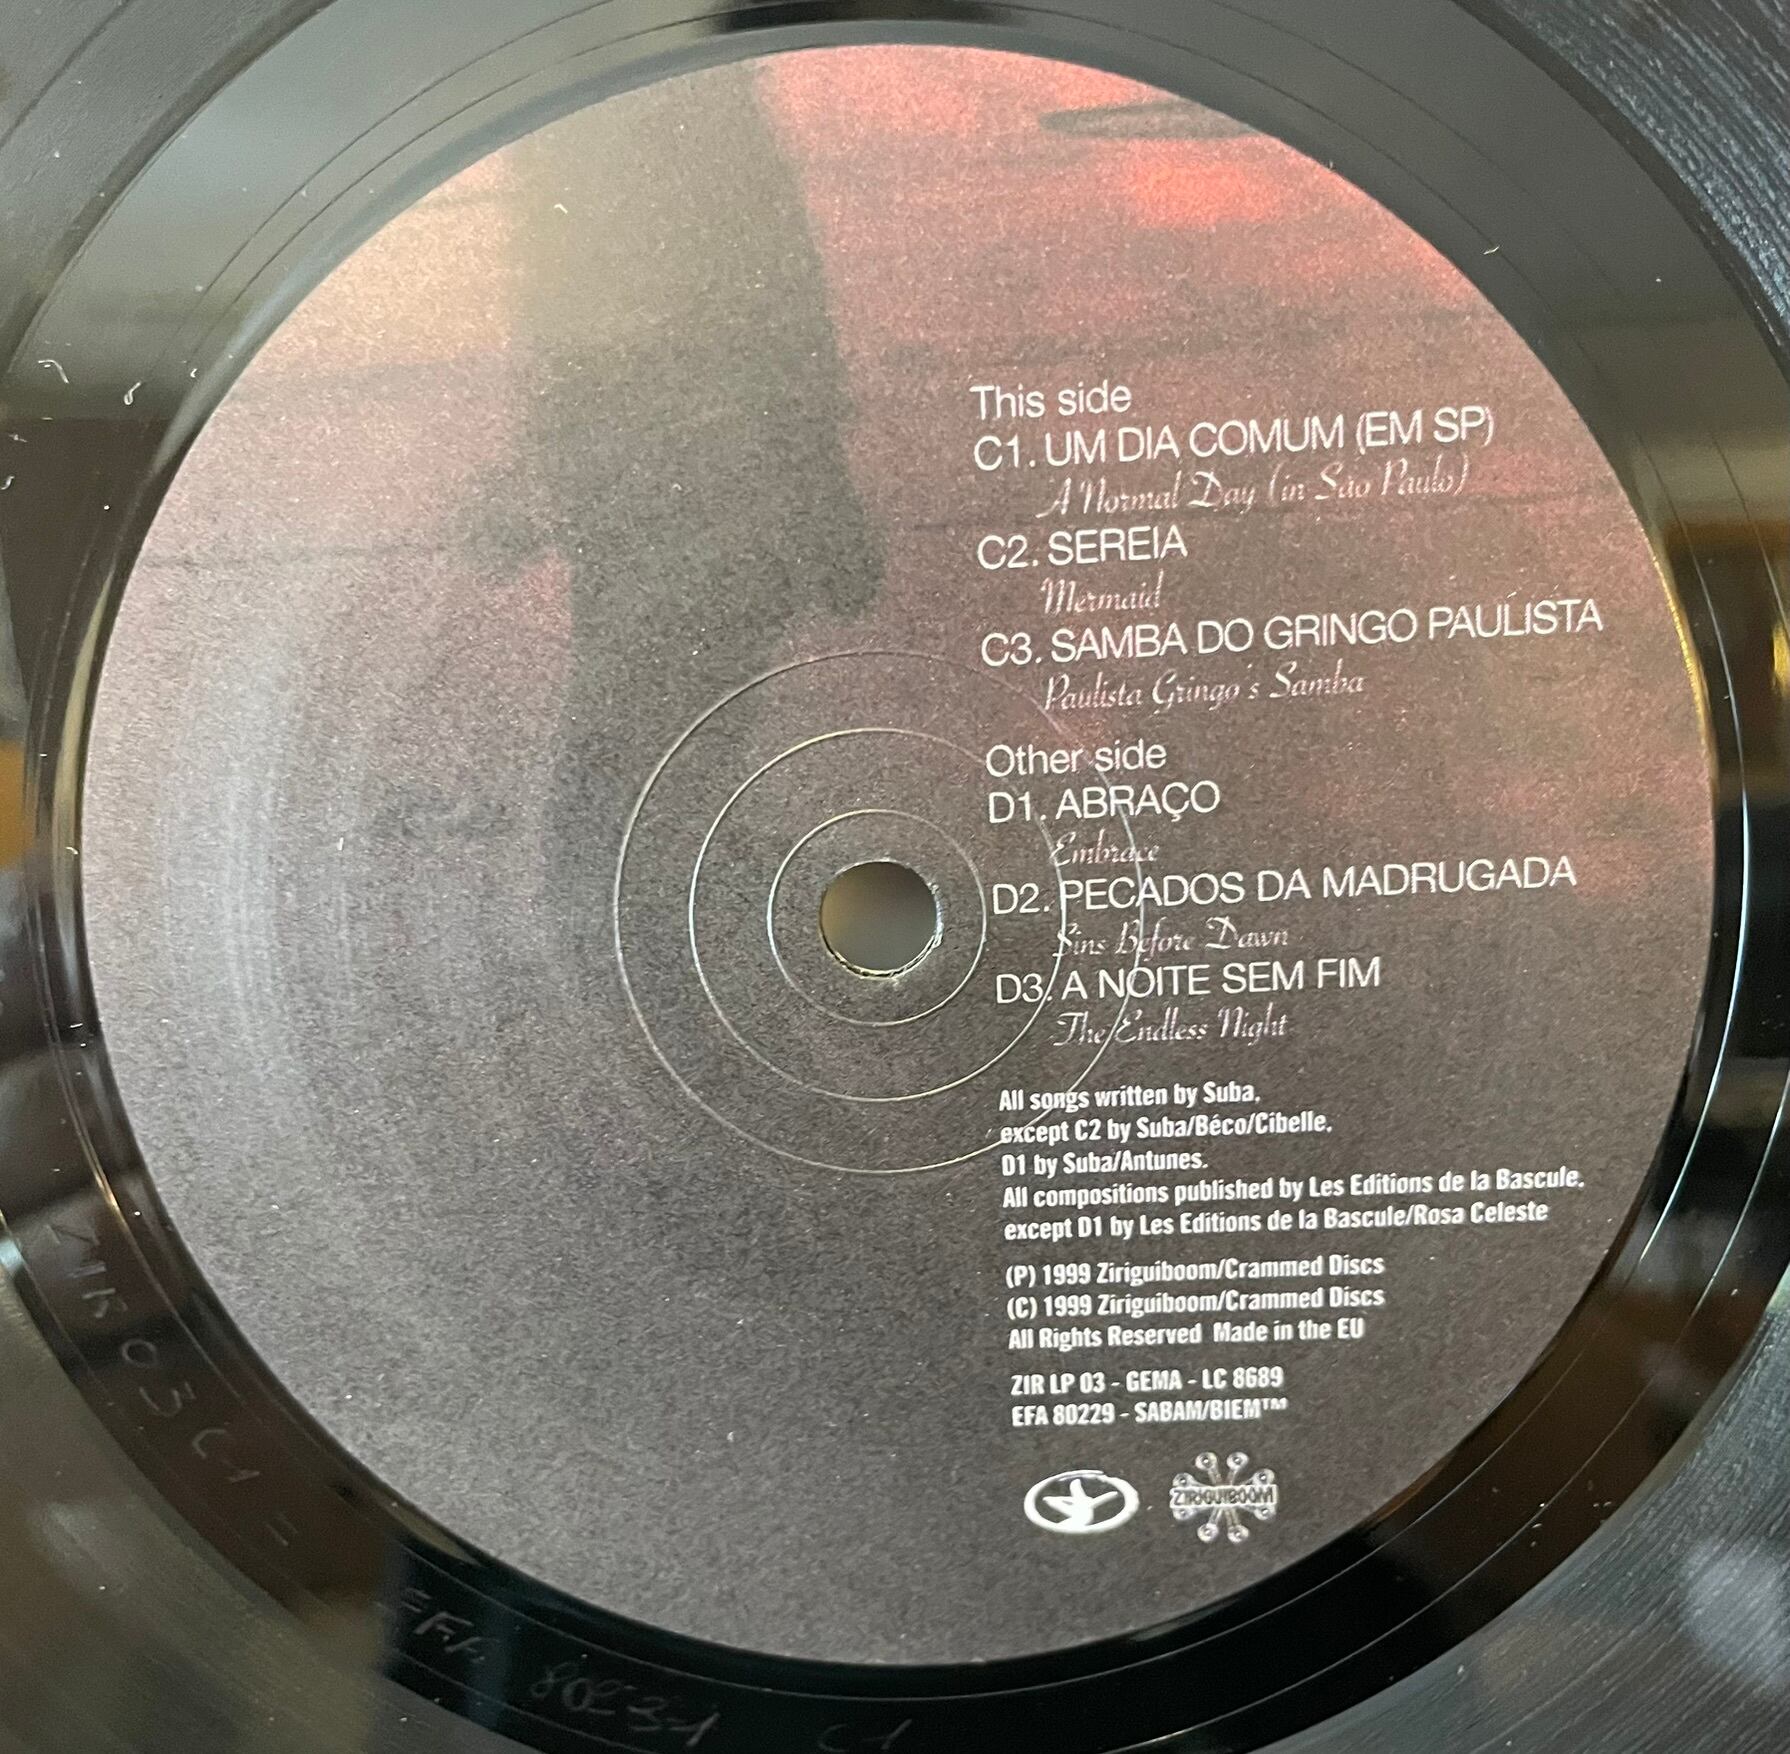 This side
C1. UM DIA COMUM (EM SP)
A Normal Day (in São Paulo)
C2. SEREIA
Mermaid
C3. SAMBA DO GRINGO PAULISTA
Paulista Gringo's Samba
Other side
D1. ABRAÇO
Embrace
D2. PECADOS DA MADRUGADA
Sins Before Dawn
D3. A NOITE SEM FIM
The Endless Night
All songs written by Suba,
except C2 by Suba/Béco/Cibelle,
D1 by Suba/Antunes.
All compositions published by Les Editions de la Bascule,
except D1 by Les Editions de la Bascule/Rosa Celeste
(P) 1999 Ziriguiboom/Crammed Discs
(C) 1999 Ziriguiboom/Crammed Discs
All Rights Reserved Made in the EU
ZIR LP 03 - GEMA - LC 8689
EFA 80229 - SABAM/BIEM™
ZIRIGUIBOOM
EFA
C1